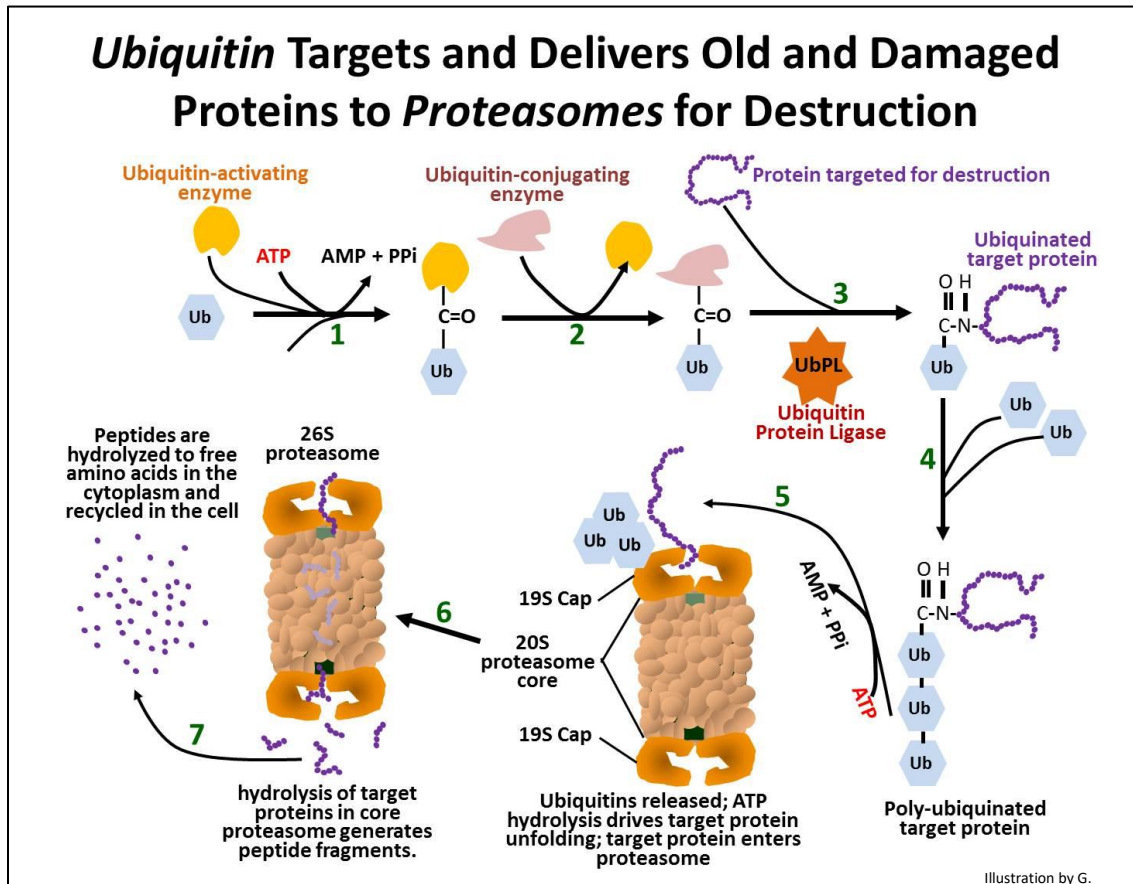 Ubiquitin Targets and Delivers Old and Damaged
Proteins to Proteasomes for Destruction
Ubiquitin-activating
enzyme
ATP
AMP + PPi
Ub
1
C=O
Ub
Ubiquitin-conjugating
enzyme
2
C=O
Ub
Protein targeted for destruction
3
UbPL
Ubiquitin
Protein Ligase
Ubiquinated
target protein
O H
C-N-
Ub
4
Ub
Ub
O H
C-N-
Ub
Ub
Ub
Poly-ubiquinated
target protein
5
AMP + PPi
ATP
Ub
Ub
Ub
19S Cap
20S
proteasome
core
19S Cap
Ubiquitins released; ATP
hydrolysis drives target protein
unfolding; target protein enters
proteasome
6
26S
proteasome
hydrolysis of target
proteins in core
proteasome generates
peptide fragments.
7
Peptides are
hydrolyzed to free
amino acids in the
cytoplasm and
recycled in the cell
Illustration by G.